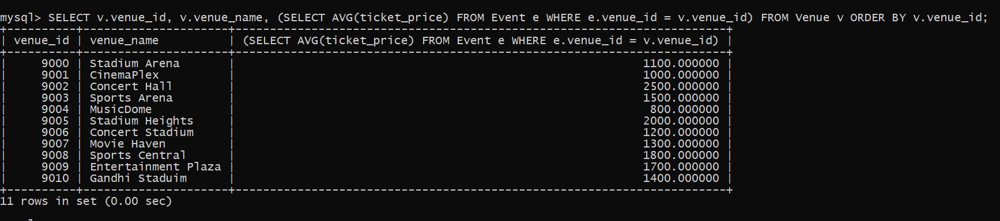 mysql> SELECT v.venue_id, v.venue_name, (SELECT AVG(ticket_price) FROM Event e WHERE e.venue_id = v.venue_id) FROM Venue v ORDER BY v.venue_id;
+----------+---------------------+-----------------------------------------------------------------------+
| venue_id | venue_name          | (SELECT AVG(ticket_price) FROM Event e WHERE e.venue_id = v.venue_id) |
+----------+---------------------+-----------------------------------------------------------------------+
|     9000 | Stadium Arena       |                                                           1100.000000 |
|     9001 | CinemaPlex          |                                                           1000.000000 |
|     9002 | Concert Hall        |                                                           2500.000000 |
|     9003 | Sports Arena        |                                                           1500.000000 |
|     9004 | MusicDome           |                                                            800.000000 |
|     9005 | Stadium Heights     |                                                           2000.000000 |
|     9006 | Concert Stadium     |                                                           1200.000000 |
|     9007 | Movie Haven         |                                                           1300.000000 |
|     9008 | Sports Central      |                                                           1800.000000 |
|     9009 | Entertainment Plaza |                                                           1700.000000 |
|     9010 | Gandhi Staduim      |                                                           1400.000000 |
+----------+---------------------+-----------------------------------------------------------------------+
11 rows in set (0.00 sec)